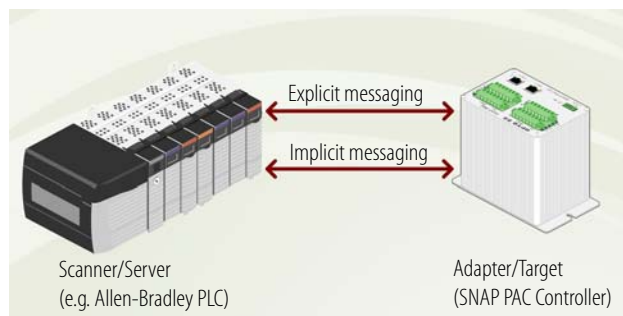 Explicit messaging
Implicit messaging
Scanner/Server
(e.g. Allen-Bradley PLC)
Adapter/Target
(SNAP PAC Controller)